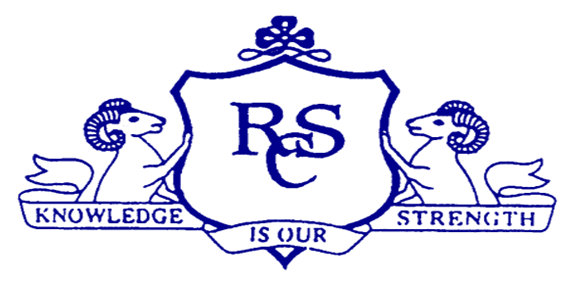 RCS
KNOWLEDGE IS OUR STRENGTH